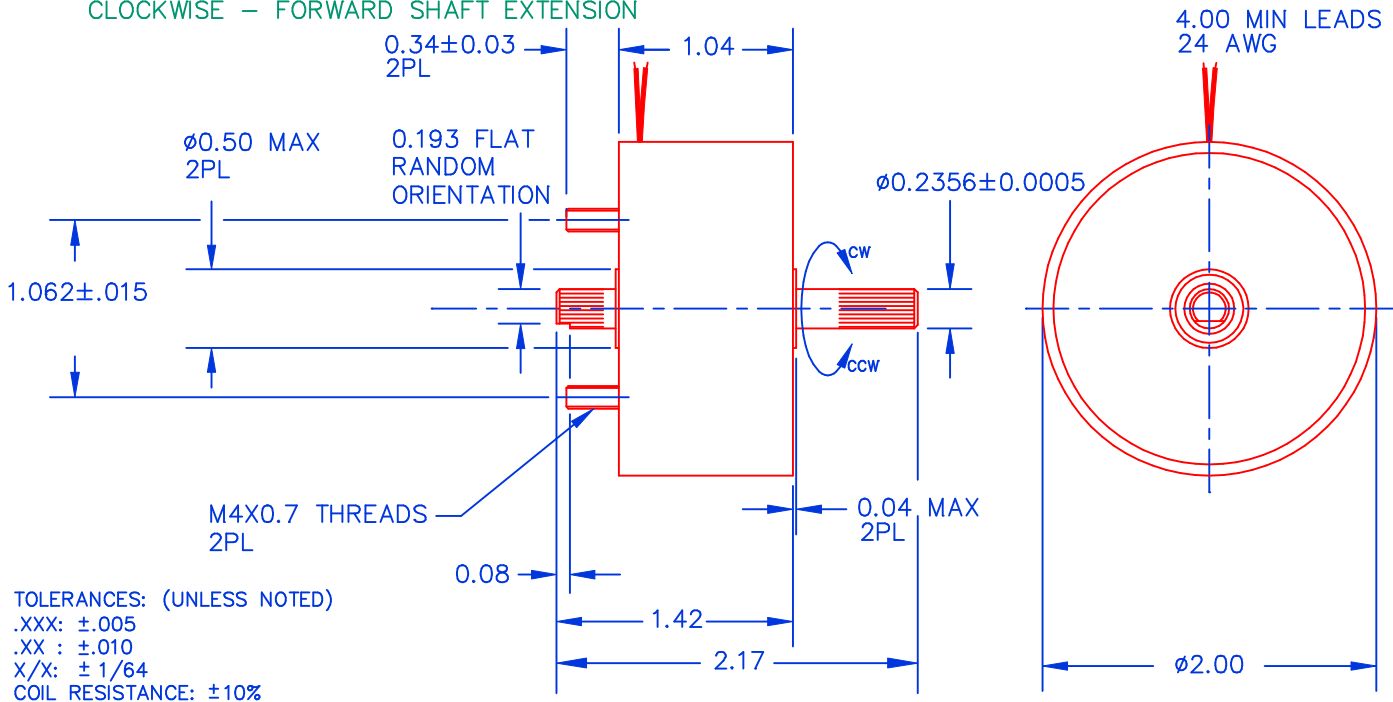 CLOCKWISE – FORWARD SHAFT EXTENSION
4.00 MIN LEADS
24 AWG
0.34±0.03
2PL
1.04
ø0.50 MAX
2PL
0.193 FLAT
RANDOM
ORIENTATION
ø0.2356±0.0005
CW
1.062±.015
CCW
M4X0.7 THREADS
2PL
0.04 MAX
2PL
0.08
1.42
2.17
ø2.00
TOLERANCES: (UNLESS NOTED)
.XXX: ±.005
.XX : ±.010
X/X: ± 1/64
COIL RESISTANCE: ±10%